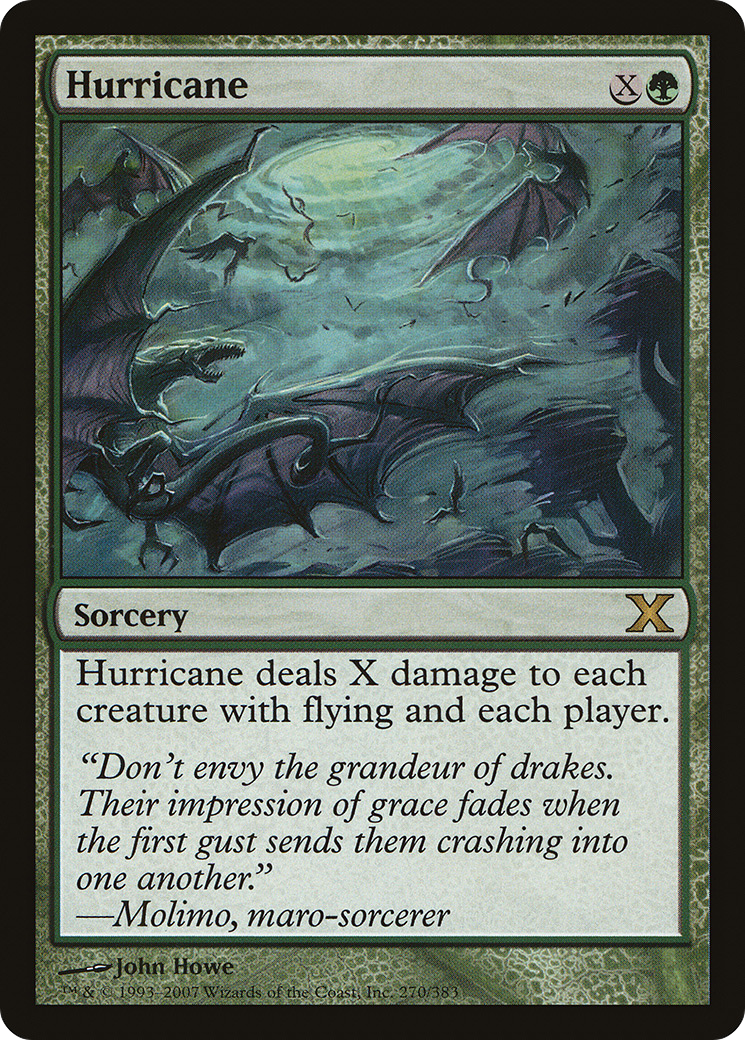 Hurricane X
Sorcery X
Hurricane deals X damage to each
creature with flying and each player.
“Don’t envy the grandeur of drakes.
Their impression of grace fades when
the first gust sends them crashing into
one another.”
—Molimo, maro-sorcerer
John Howe
™ & © 1993–2007 Wizards of the Coast, Inc. 270/383